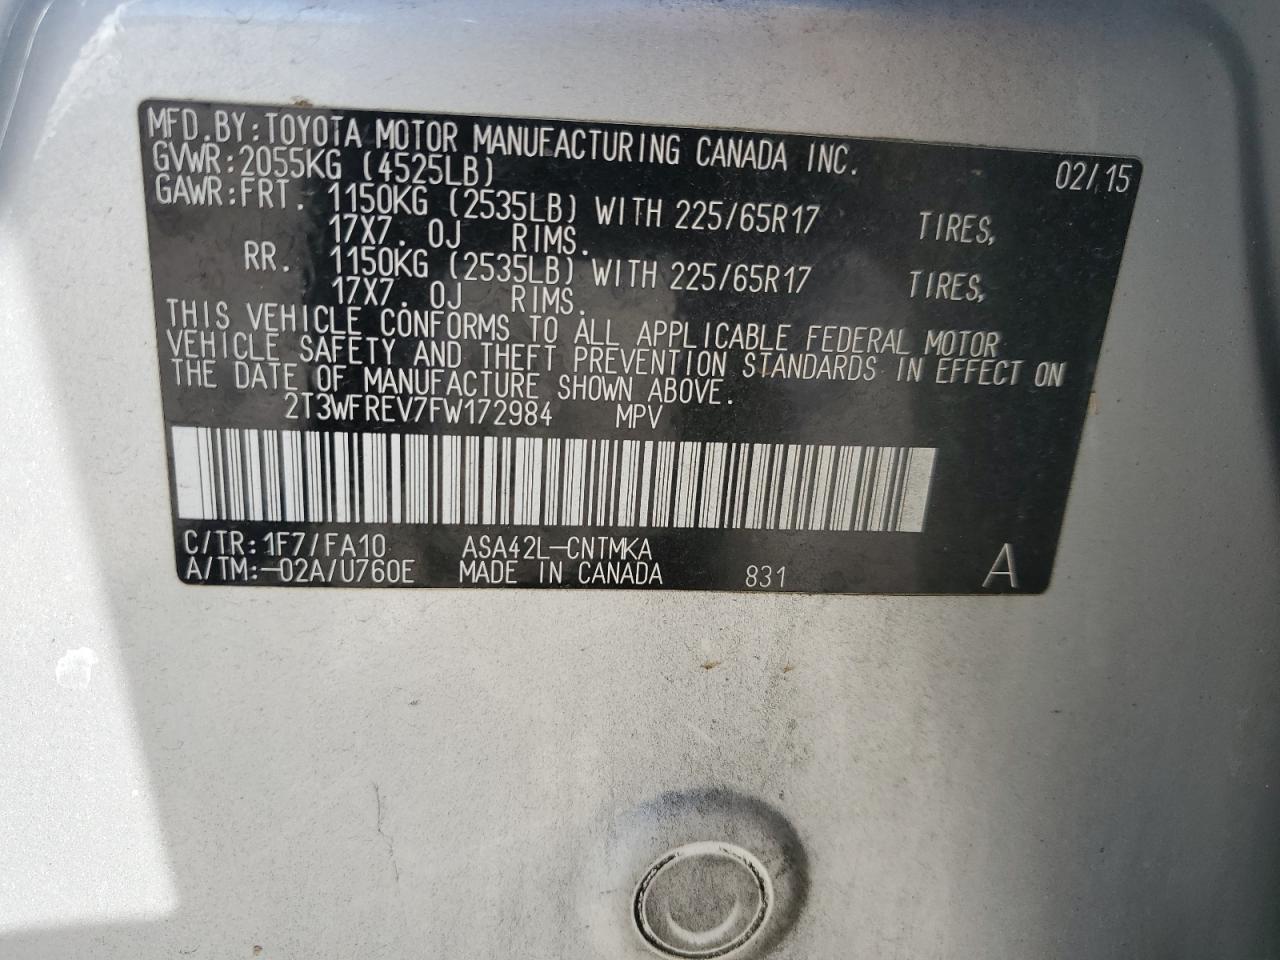 MFD.BY:TOYOTA MOTOR MANUFACTURING CANADA INC. 02/15
GVWR:2055KG (4525LB)
GAWR:FRT. 1150KG (2535LB) WITH 225/65R17 TIRES,
17X7.0J RIMS.
RR. 1150KG (2535LB) WITH 225/65R17 TIRES,
17X7.0J RIMS.
THIS VEHICLE CONFORMS TO ALL APPLICABLE FEDERAL MOTOR
VEHICLE SAFETY AND THEFT PREVENTION STANDARDS IN EFFECT ON
THE DATE OF MANUFACTURE SHOWN ABOVE.
2T3WFREV7FW172984 MPV
C/TR:1F7/FA10 ASA42L-CNTMKA
A/TM:-02A/U760E MADE IN CANADA 831 A